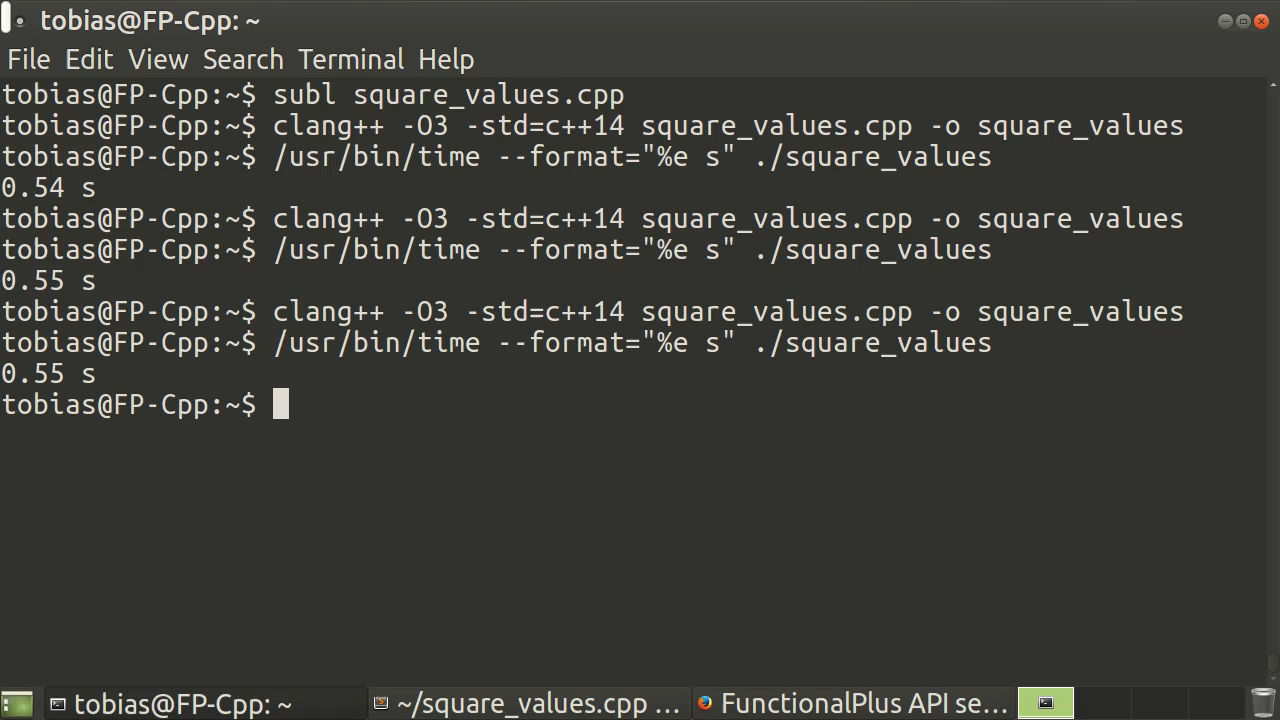 tobias@FP-Cpp: ~
File Edit View Search Terminal Help
tobias@FP-Cpp:~$ subl square_values.cpp
tobias@FP-Cpp:~$ clang++ -O3 -std=c++14 square_values.cpp -o square_values
tobias@FP-Cpp:~$ /usr/bin/time --format="%e s" ./square_values
0.54 s
tobias@FP-Cpp:~$ clang++ -O3 -std=c++14 square_values.cpp -o square_values
tobias@FP-Cpp:~$ /usr/bin/time --format="%e s" ./square_values
0.55 s
tobias@FP-Cpp:~$ clang++ -O3 -std=c++14 square_values.cpp -o square_values
tobias@FP-Cpp:~$ /usr/bin/time --format="%e s" ./square_values
0.55 s
tobias@FP-Cpp:~$
tobias@FP-Cpp: ~ ~/square_values.cpp ... FunctionalPlus API se...